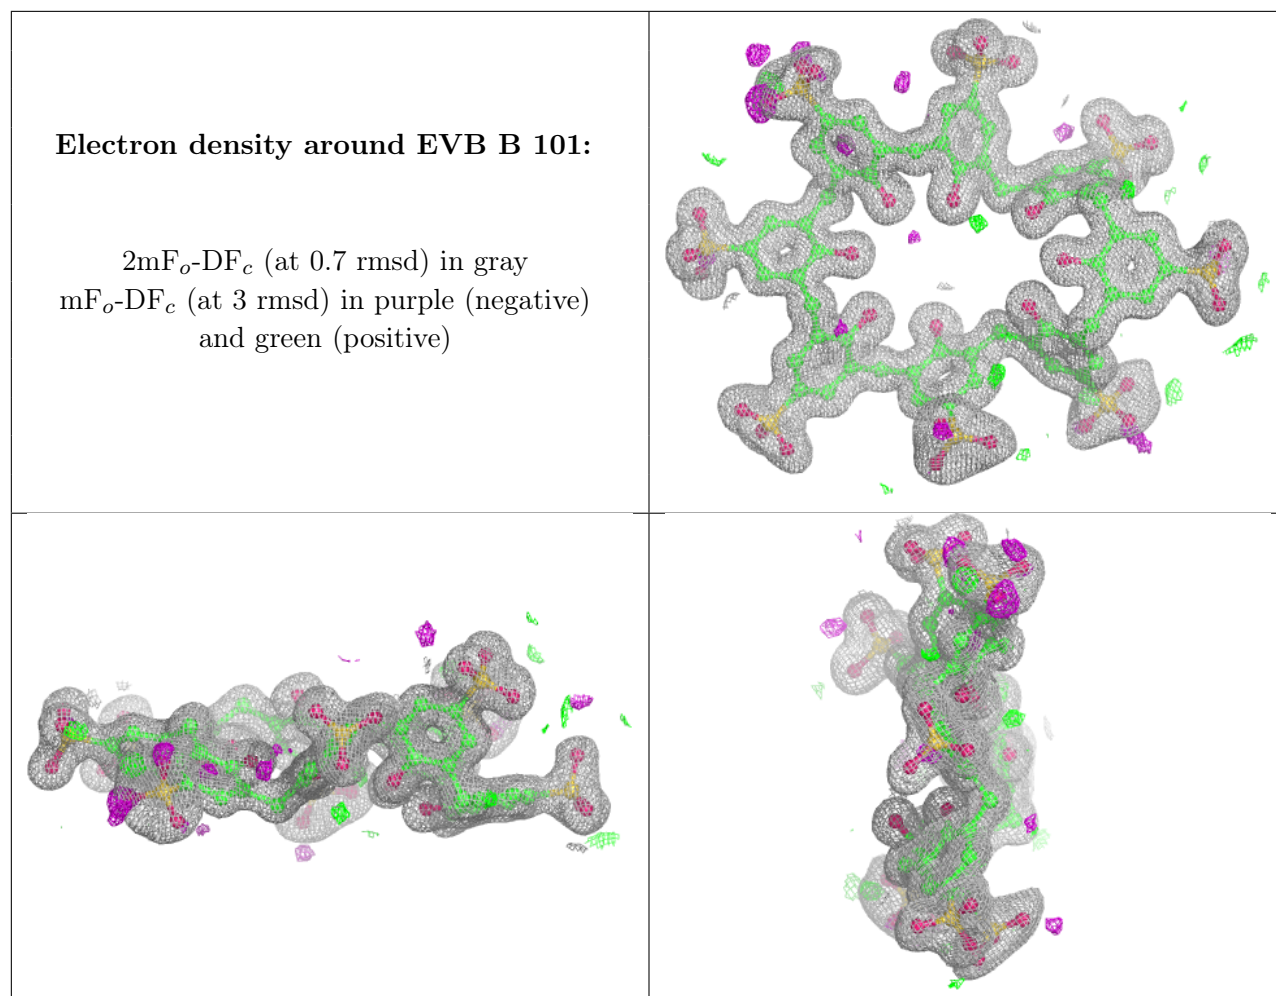 Electron density around EVB B 101:
2mFo-DFc (at 0.7 rmsd) in gray
mFo-DFc (at 3 rmsd) in purple (negative)
and green (positive)